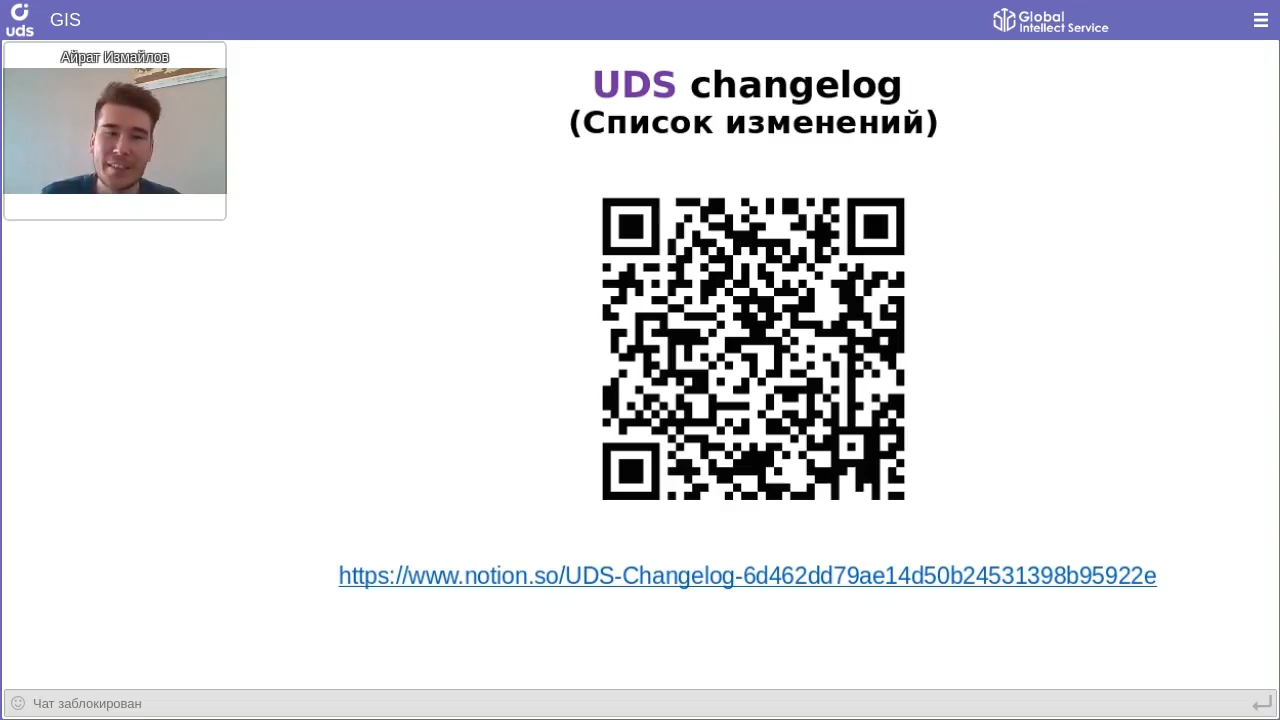 uds
GIS
Global
Intellect Service
Айрат Измайлов
UDS changelog
(Список изменений)
https://www.notion.so/UDS-Changelog-6d462dd79ae14d50b24531398b95922e
Чат заблокирован